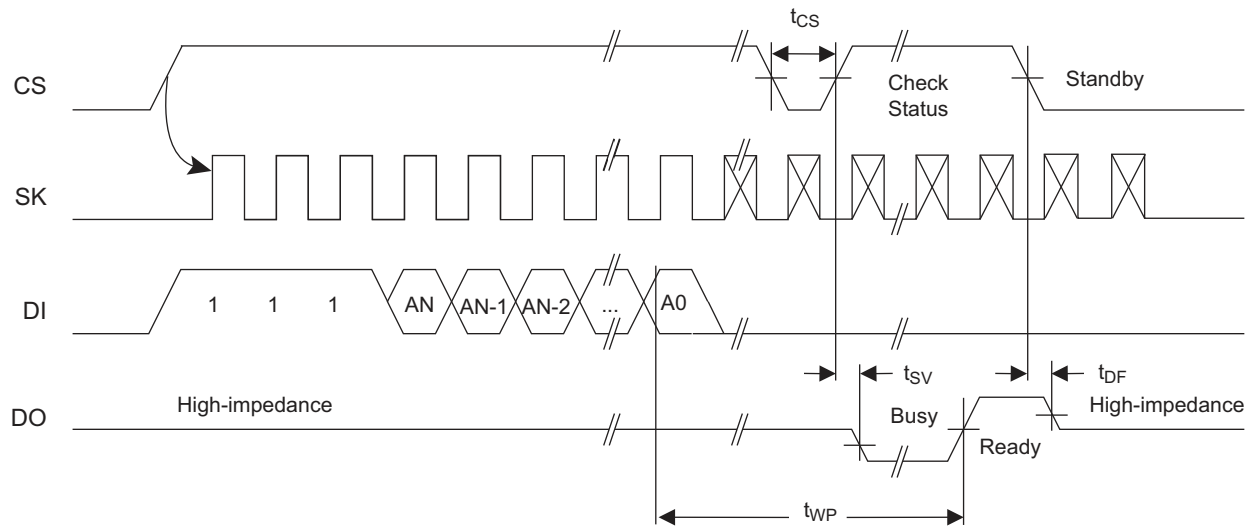 tCS
CS
Check
Status
Standby
SK
DI
1 1 1 AN AN-1 AN-2 ... A0
tSV
tDF
DO
High-impedance
Busy
Ready
High-impedance
tWP